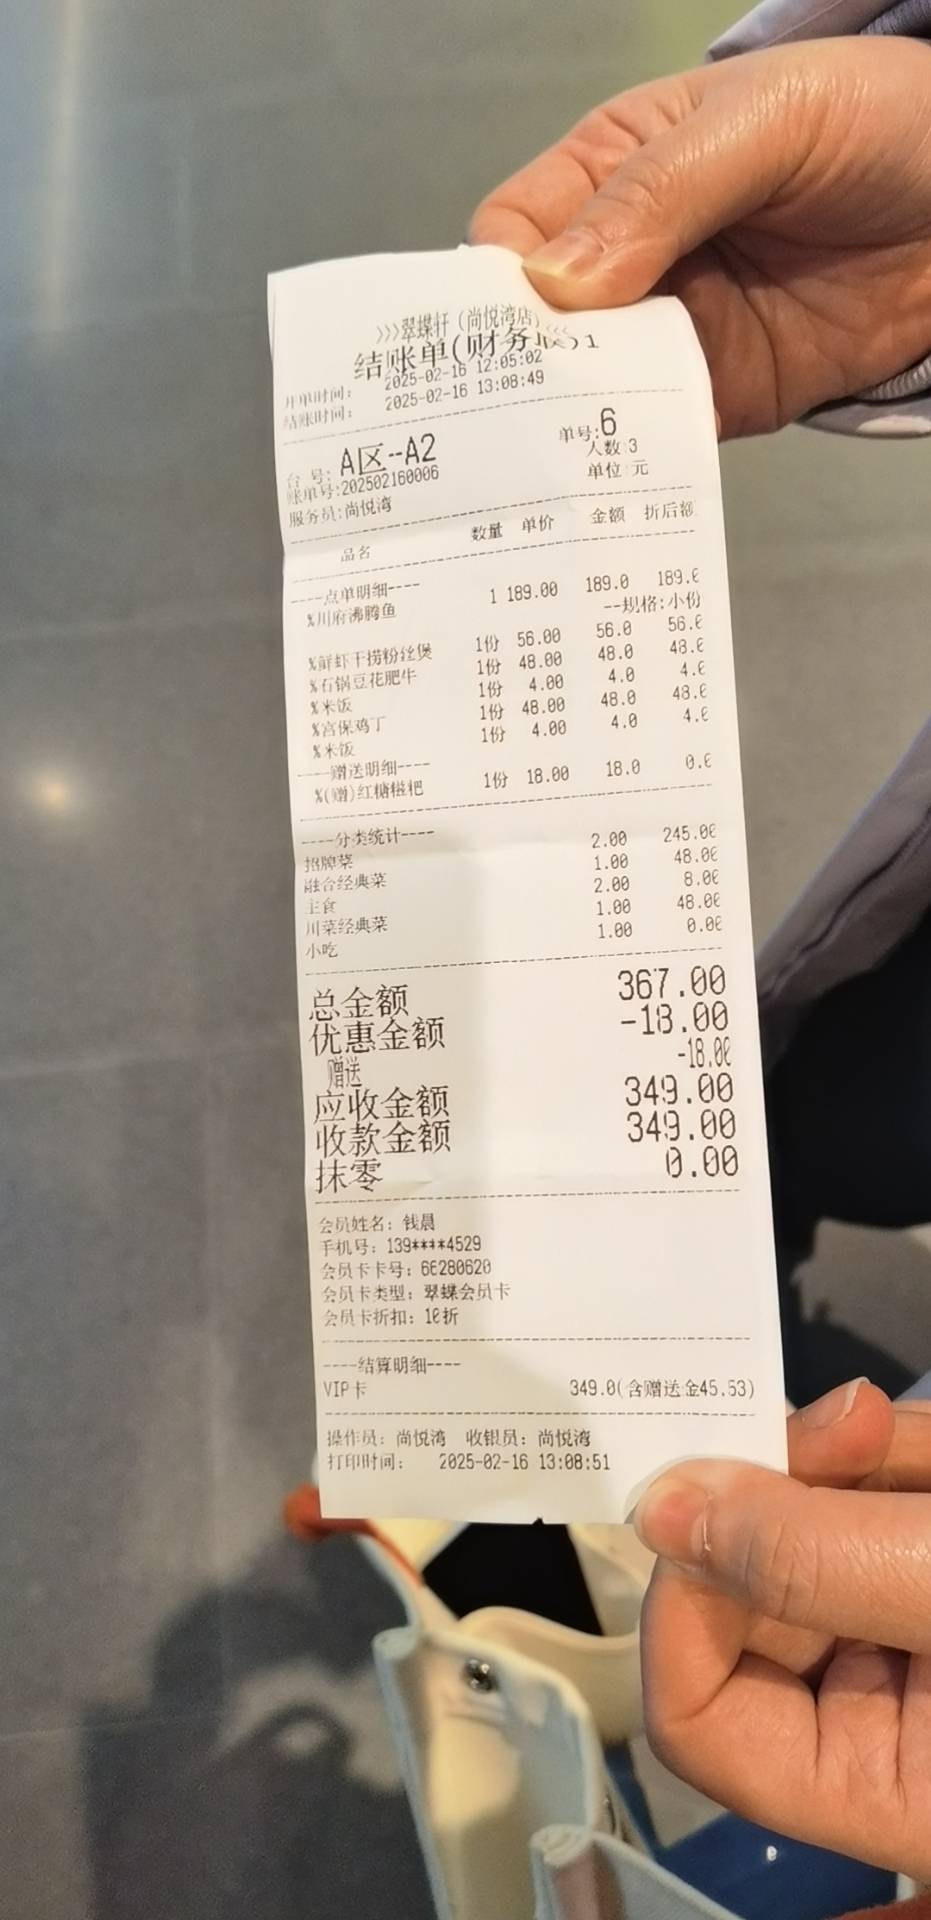 >>>翠蝶轩(尚悦湾店)<<<
结账单(财务联)1
开单时间: 2025-02-16 12:05:02
结账时间: 2025-02-16 13:08:49
台 号: A区--A2 单号:6
账单号:202502160006 人数:3
服务员:尚悦湾 单位:元
品名 数量 单价 金额 折后额
----点单明细----
%川府沸腾鱼 1 189.00 189.0 189.0
--规格:小份
%鲜虾干捞粉丝煲 1份 56.00 56.0 56.0
%石锅豆花肥牛 1份 48.00 48.0 48.0
%米饭 1份 4.00 4.0 4.0
%宫保鸡丁 1份 48.00 48.0 48.0
%米饭 1份 4.00 4.0 4.0
----赠送明细----
%(赠)红糖糍粑 1份 18.00 18.0 0.0
----分类统计----
招牌菜 2.00 245.00
融合经典菜 1.00 48.00
主食 2.00 8.00
川菜经典菜 1.00 48.00
小吃 1.00 0.00
总金额 367.00
优惠金额 -18.00
赠送 -18.00
应收金额 349.00
收款金额 349.00
抹零 0.00
会员姓名: 钱晨
手机号: 139****4529
会员卡卡号: 66280620
会员卡类型: 翠蝶会员卡
会员卡折扣: 10折
----结算明细----
VIP卡 349.0(含赠送金45.53)
操作员: 尚悦湾 收银员: 尚悦湾
打印时间: 2025-02-16 13:08:51